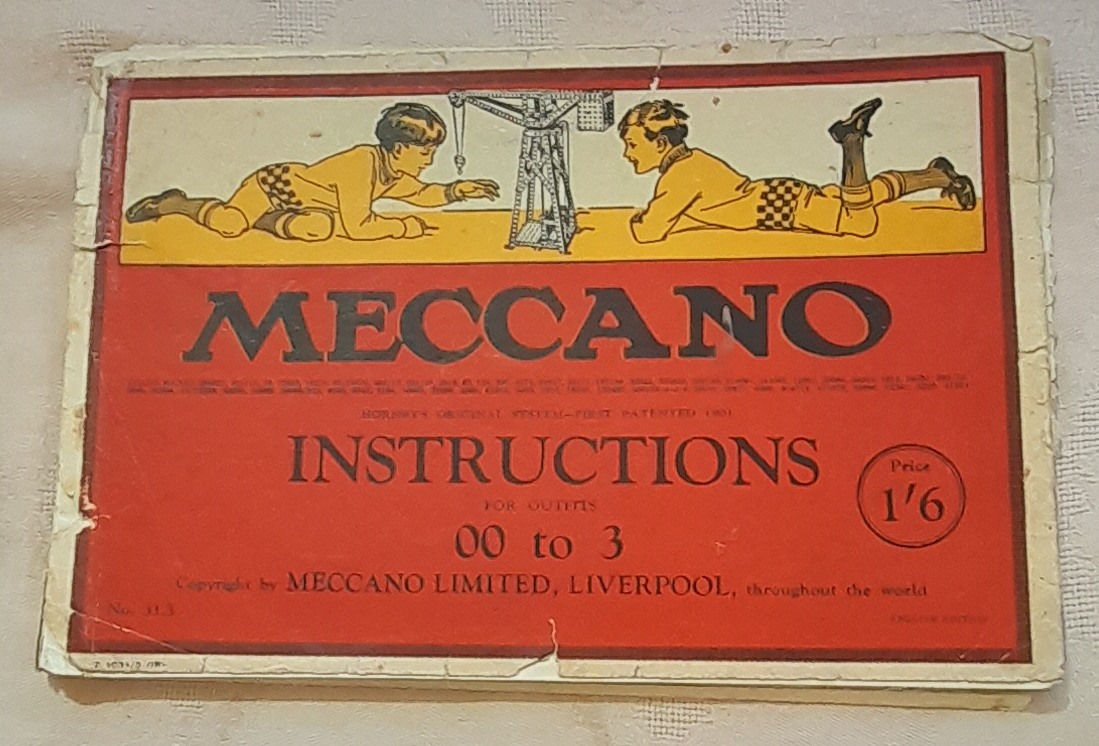 MECCANO
HORNBY'S ORIGINAL SYSTEM—FIRST PATENTED 1901
INSTRUCTIONS
FOR OUTFITS
00 to 3
Price
1'6
Copyright by MECCANO LIMITED, LIVERPOOL, throughout the world
No. 31.3
ENGLISH EDITION